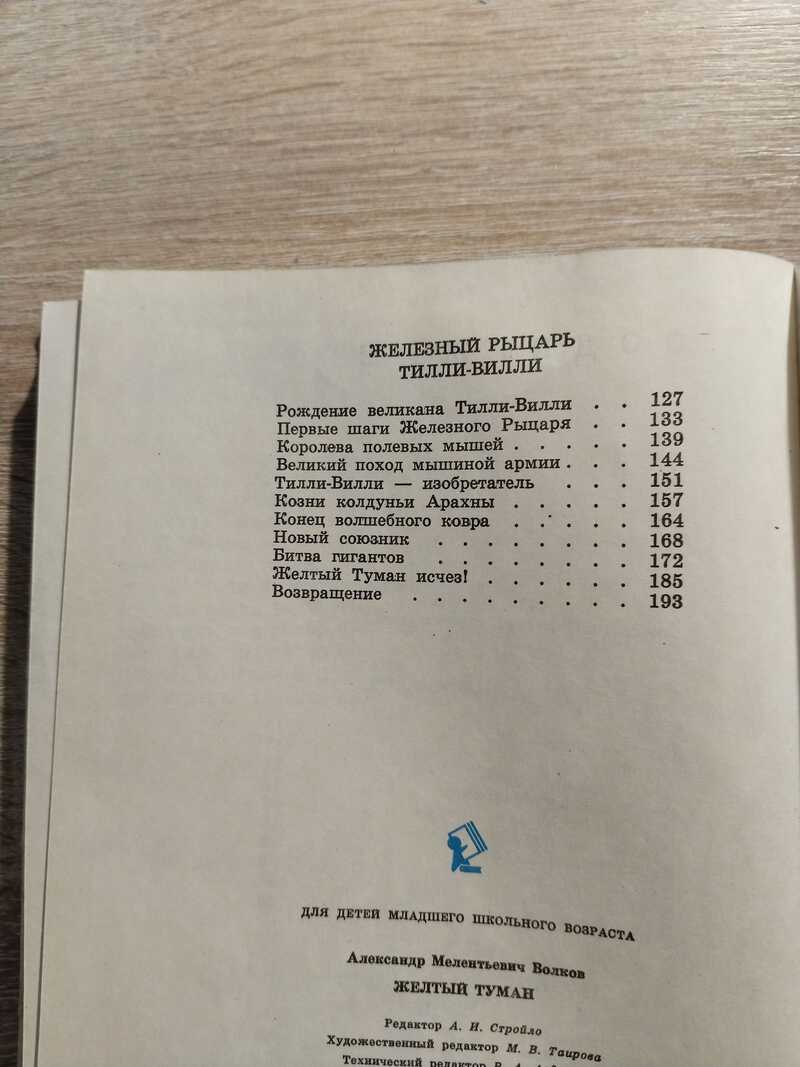 ЖЕЛЕЗНЫЙ РЫЦАРЬ
ТИЛЛИ-ВИЛЛИ
Рождение великана Тилли-Вилли . . 127
Первые шаги Железного Рыцаря . . 133
Королева полевых мышей . . . . . 139
Великий поход мышиной армии . . . 144
Тилли-Вилли — изобретатель . . . 151
Козни колдуньи Арахны . . . . . 157
Конец волшебного ковра . . . . . 164
Новый союзник . . . . . . . . 168
Битва гигантов . . . . . . . . 172
Желтый Туман исчез! . . . . . . 185
Возвращение . . . . . . . . . 193
ДЛЯ ДЕТЕЙ МЛАДШЕГО ШКОЛЬНОГО ВОЗРАСТА
Александр Мелентьевич Волков
ЖЕЛТЫЙ ТУМАН
Редактор А. И. Стройло
Художественный редактор М. В. Таирова
Технический редактор